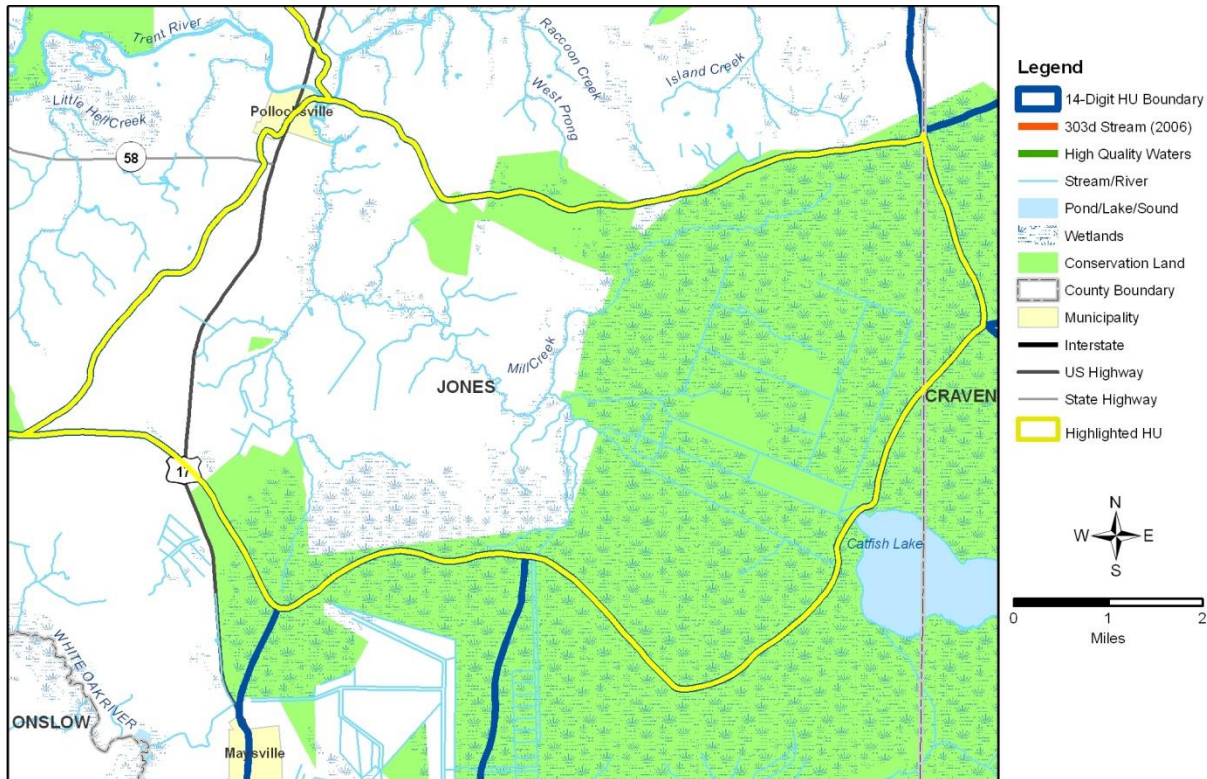 Trent River
Little Hell Creek
Pollocksville
58
Raccoon Creek
West Prong
Island Creek
JONES
Mill Creek
CRAVEN
17
Catfish Lake
WHITE OAK RIVER
ONSLOW
Maysville
Legend
14-Digit HU Boundary
303d Stream (2006)
High Quality Waters
Stream/River
Pond/Lake/Sound
Wetlands
Conservation Land
County Boundary
Municipality
Interstate
US Highway
State Highway
Highlighted HU
N
W E
S
0 1 2
Miles